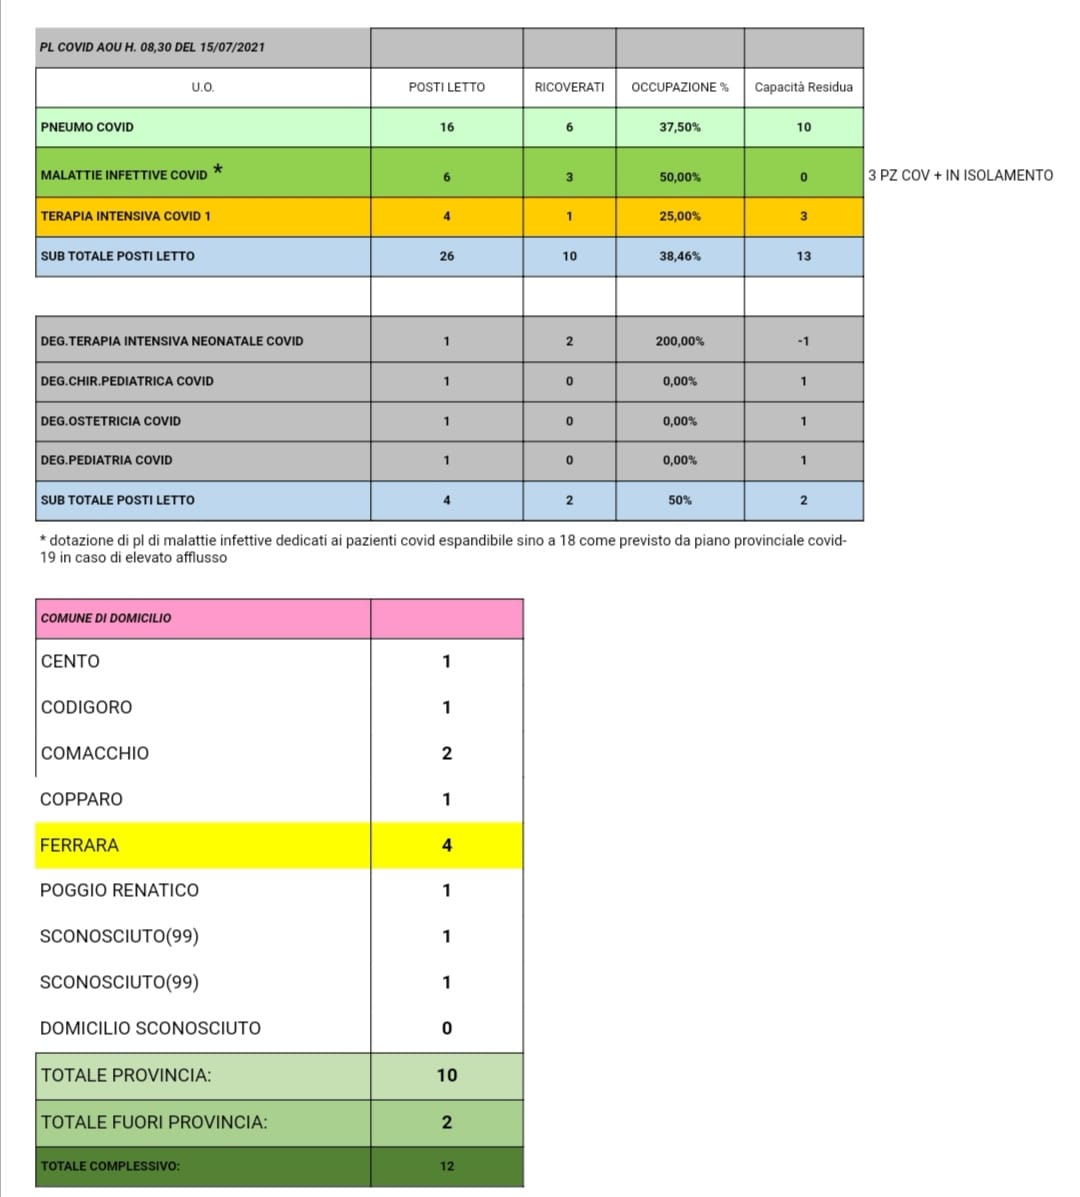 PL COVID AOU H. 08,30 DEL 15/07/2021
U.O. POSTI LETTO RICOVERATI OCCUPAZIONE % Capacità Residua
PNEUMO COVID 16 6 37,50% 10
MALATTIE INFETTIVE COVID * 6 3 50,00% 0 3 PZ COV + IN ISOLAMENTO
TERAPIA INTENSIVA COVID 1 4 1 25,00% 3
SUB TOTALE POSTI LETTO 26 10 38,46% 13
DEG.TERAPIA INTENSIVA NEONATALE COVID 1 2 200,00% -1
DEG.CHIR.PEDIATRICA COVID 1 0 0,00% 1
DEG.OSTETRICIA COVID 1 0 0,00% 1
DEG.PEDIATRIA COVID 1 0 0,00% 1
SUB TOTALE POSTI LETTO 4 2 50% 2
* dotazione di pl di malattie infettive dedicati ai pazienti covid espandibile sino a 18 come previsto da piano provinciale covid-
19 in caso di elevato afflusso
COMUNE DI DOMICILIO
CENTO 1
CODIGORO 1
COMACCHIO 2
COPPARO 1
FERRARA 4
POGGIO RENATICO 1
SCONOSCIUTO(99) 1
SCONOSCIUTO(99) 1
DOMICILIO SCONOSCIUTO 0
TOTALE PROVINCIA: 10
TOTALE FUORI PROVINCIA: 2
TOTALE COMPLESSIVO: 12